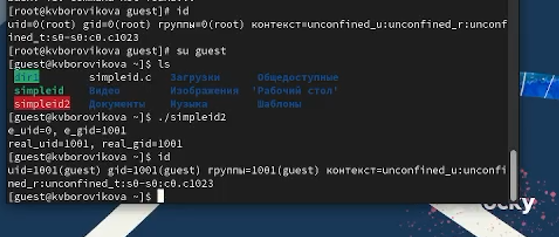 [root@kvborovikova guest]# id
uid=0(root) gid=0(root) группы=0(root) контекст=unconfined_u:unconfined_r:unconf
ined_t:s0-s0:c0.c1023
[root@kvborovikova guest]# su guest
[guest@kvborovikova ~]$ ls
dir1 simpleid.c Загрузки Общедоступные
simpleid Видео Изображения 'Рабочий стол'
simpleid2 Документы Музыка Шаблоны
[guest@kvborovikova ~]$ ./simpleid2
e_uid=0, e_gid=1001
real_uid=1001, real_gid=1001
[guest@kvborovikova ~]$ id
uid=1001(guest) gid=1001(guest) группы=1001(guest) контекст=unconfined_u:unconfi
ned_r:unconfined_t:s0-s0:c0.c1023
[guest@kvborovikova ~]$
ocky